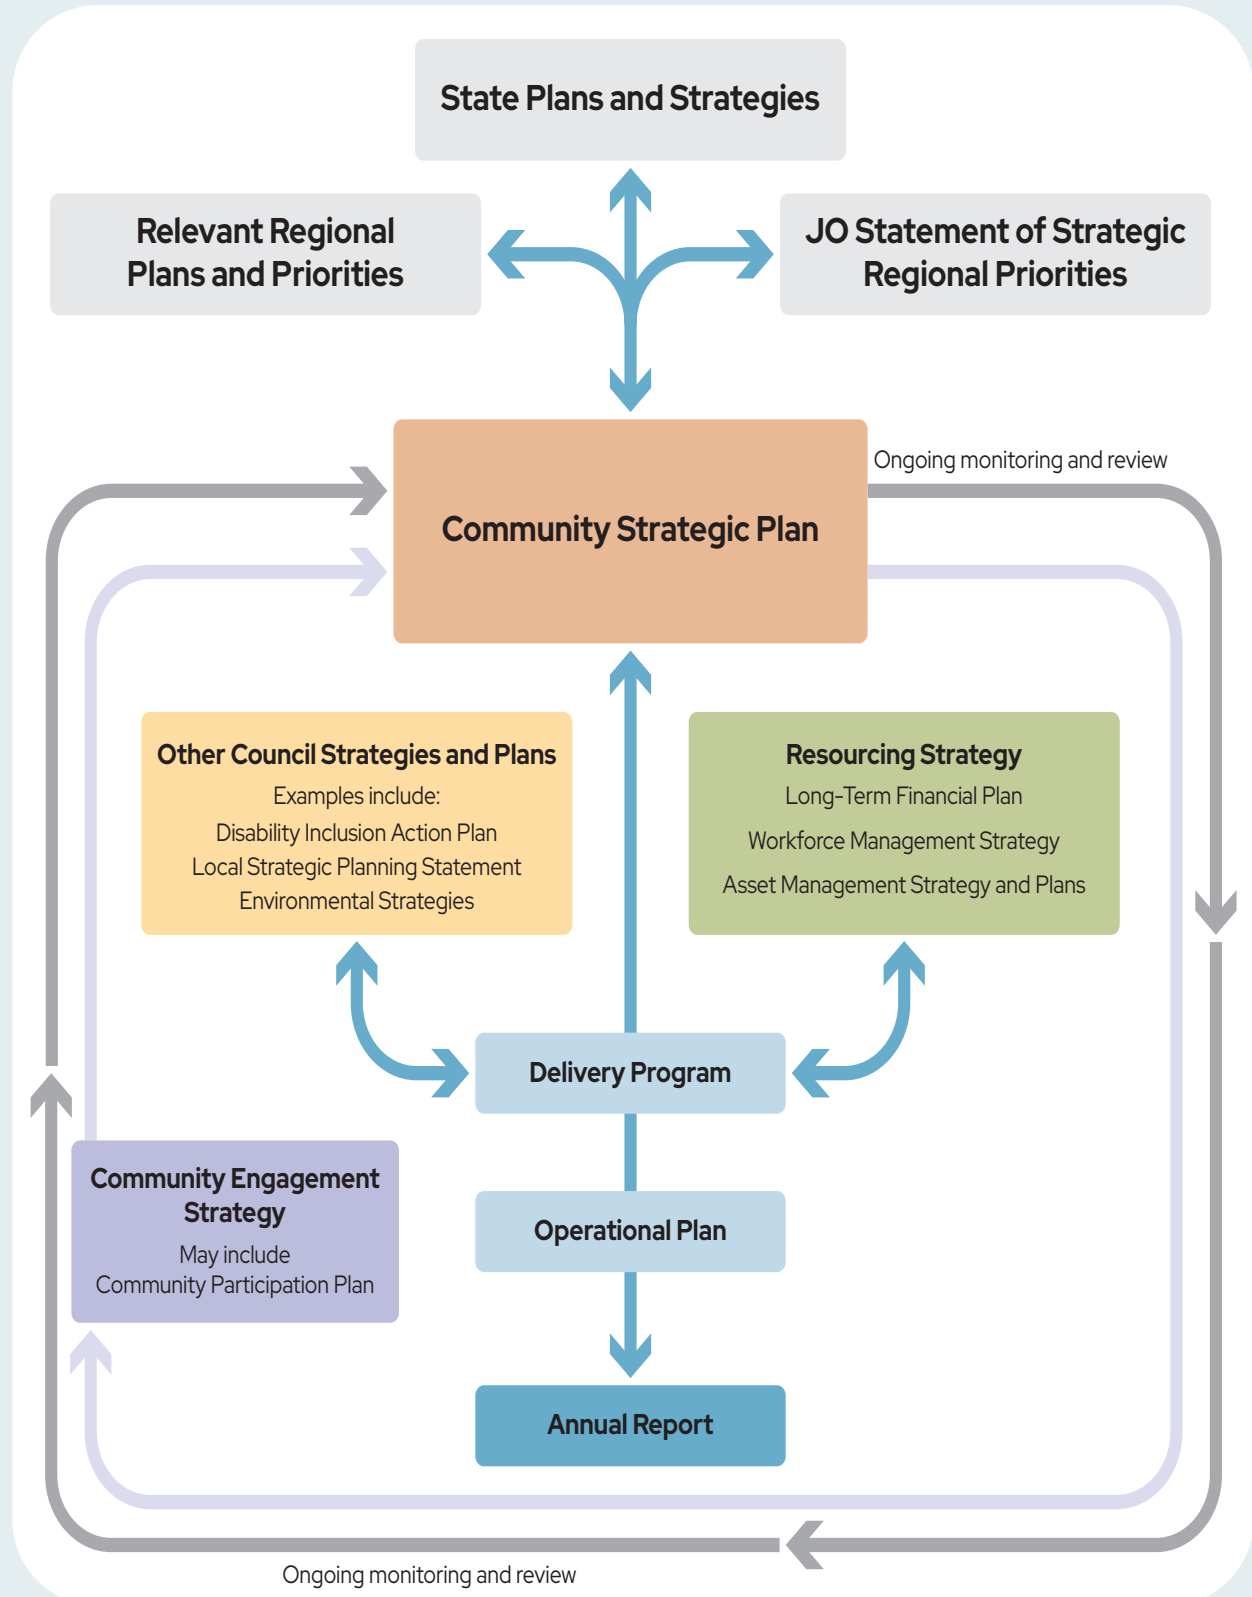 State Plans and Strategies
Relevant Regional
Plans and Priorities
JO Statement of Strategic
Regional Priorities
Ongoing monitoring and review
Community Strategic Plan
Other Council Strategies and Plans
Examples include:
Disability Inclusion Action Plan
Local Strategic Planning Statement
Environmental Strategies
Resourcing Strategy
Long-Term Financial Plan
Workforce Management Strategy
Asset Management Strategy and Plans
Delivery Program
Community Engagement
Strategy
May include
Community Participation Plan
Operational Plan
Annual Report
Ongoing monitoring and review